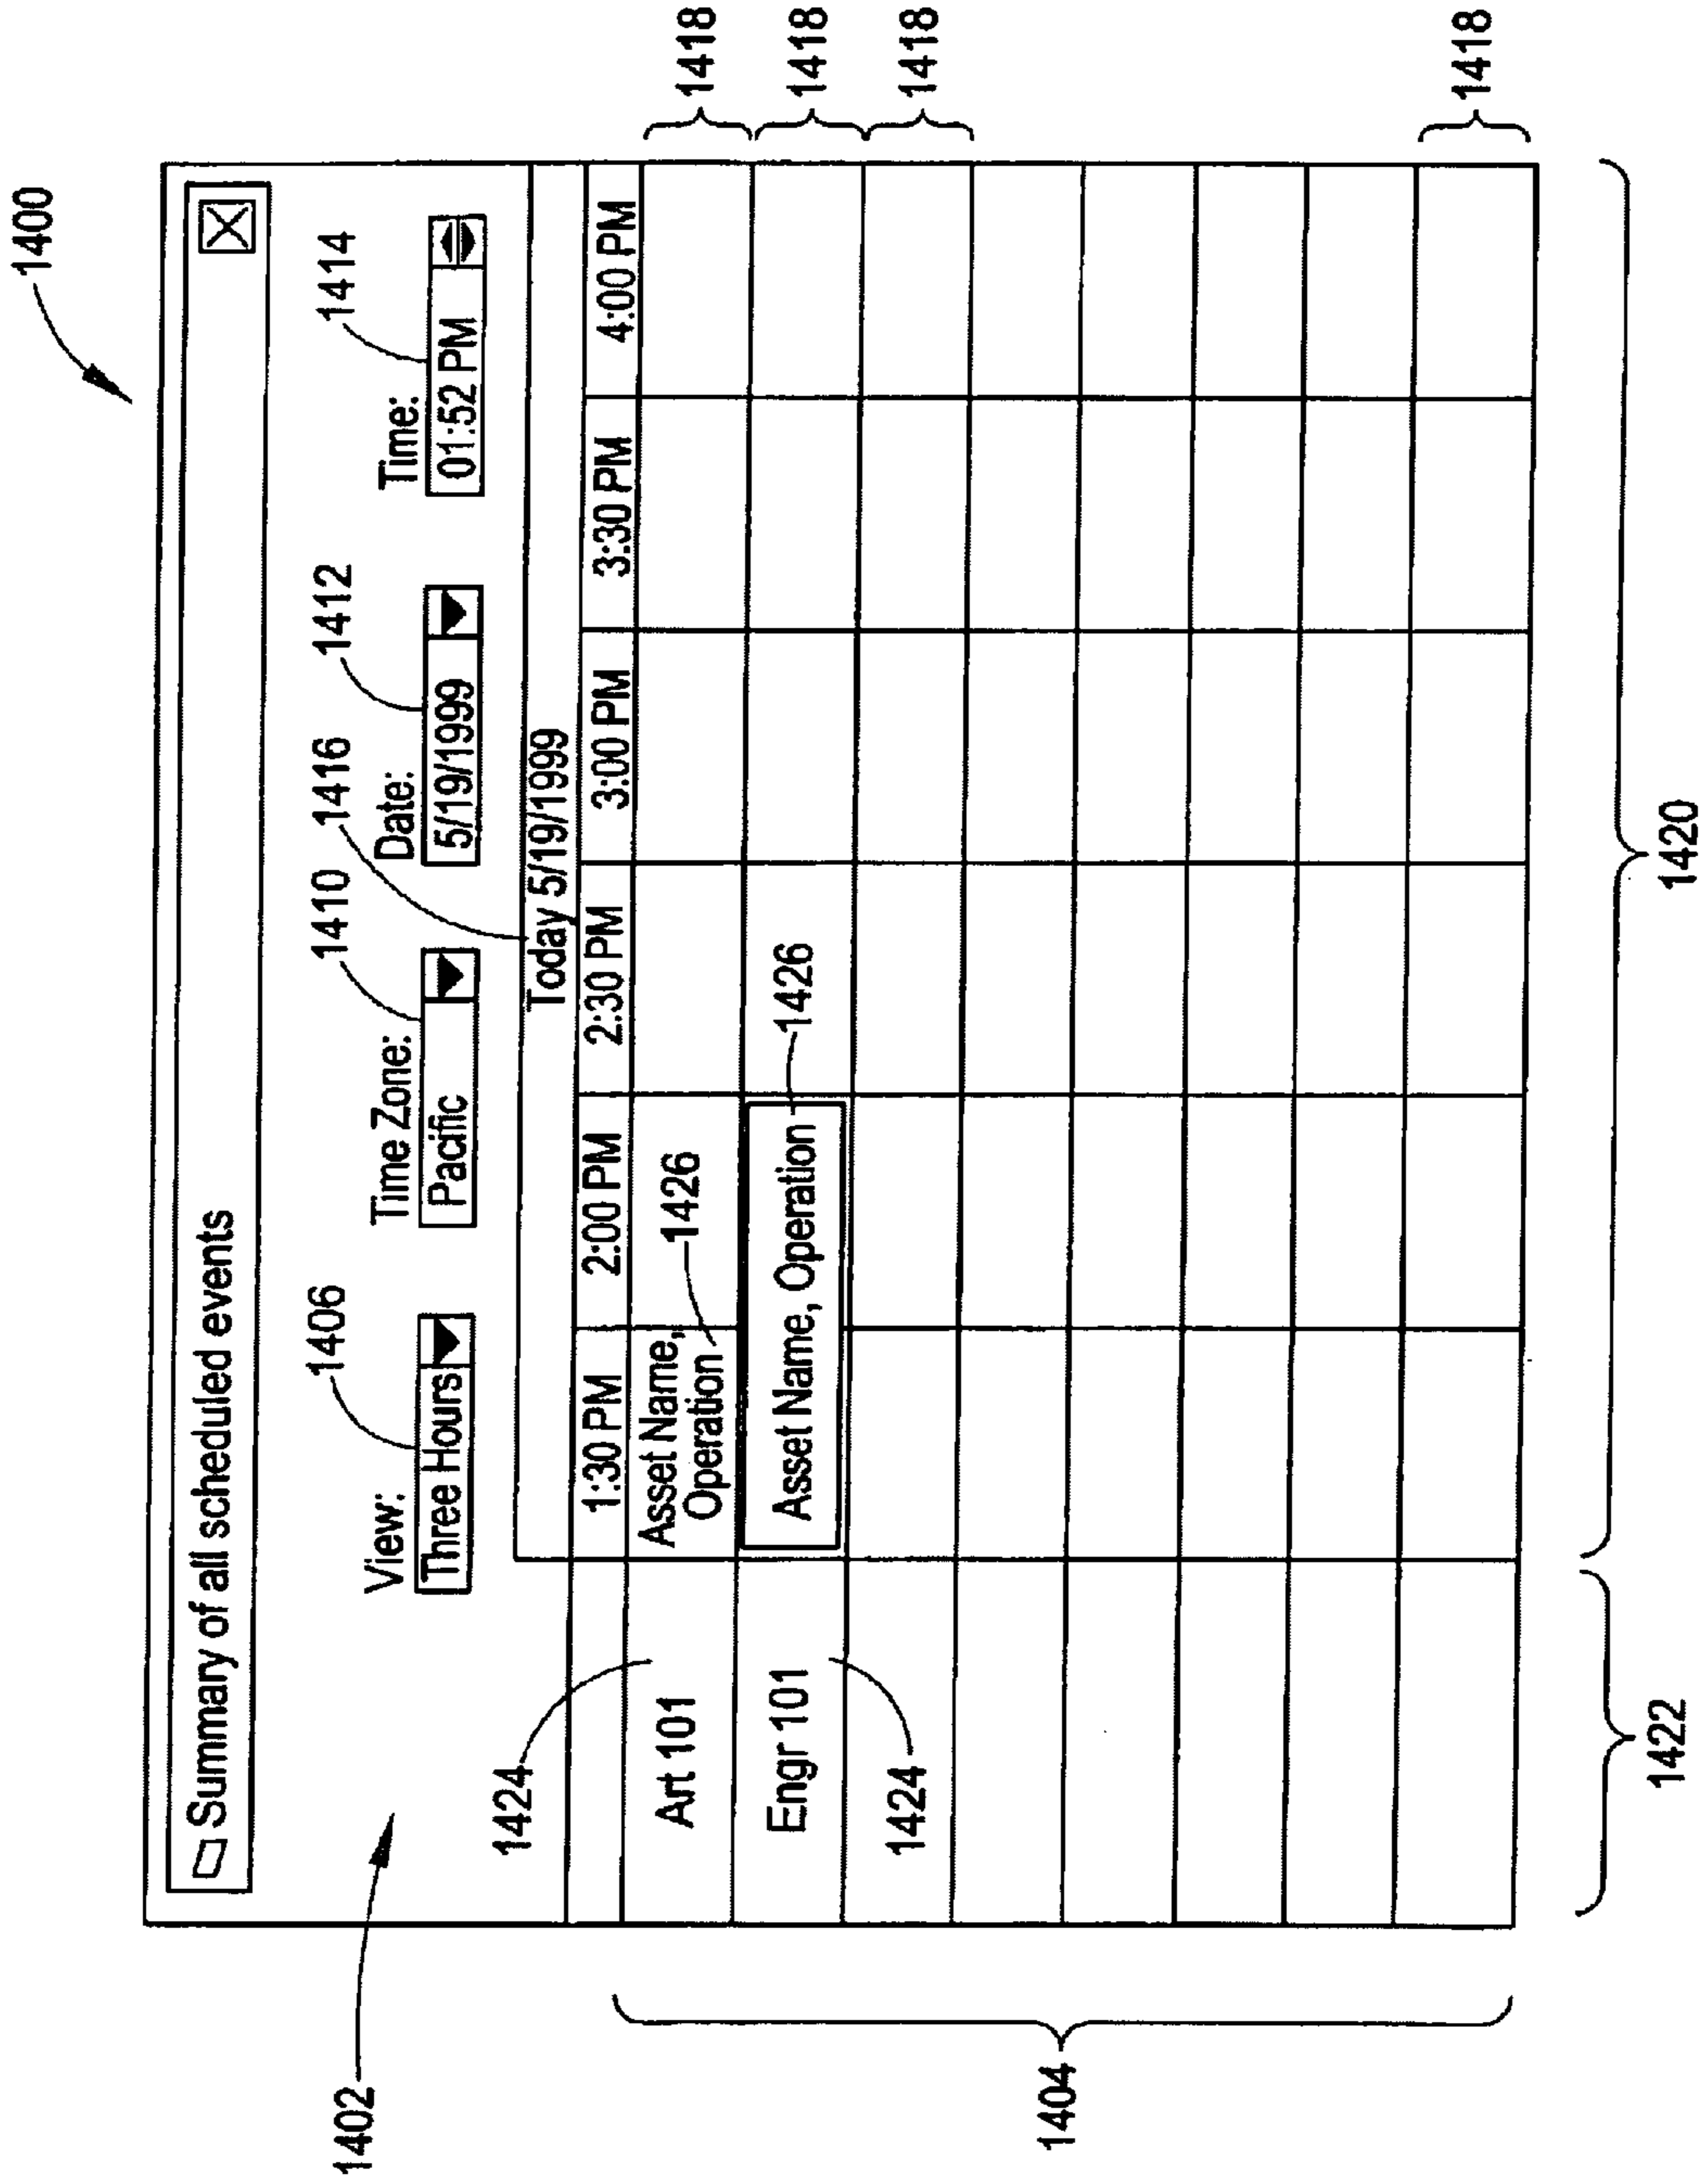 1400
Summary of all scheduled events
1402
1406
1410
1416
1412
1414
View:
Time Zone:
Date:
Time:
Three Hours
Pacific
5/19/1999
01:52 PM
Today 5/19/1999
1:30 PM 2:00 PM 2:30 PM 3:00 PM 3:30 PM 4:00 PM
1424
Art 101
Asset Name,
Operation
1426
1418
Engr 101
Asset Name, Operation
1426
1418
1424
1418
1404
1418
1422
1420